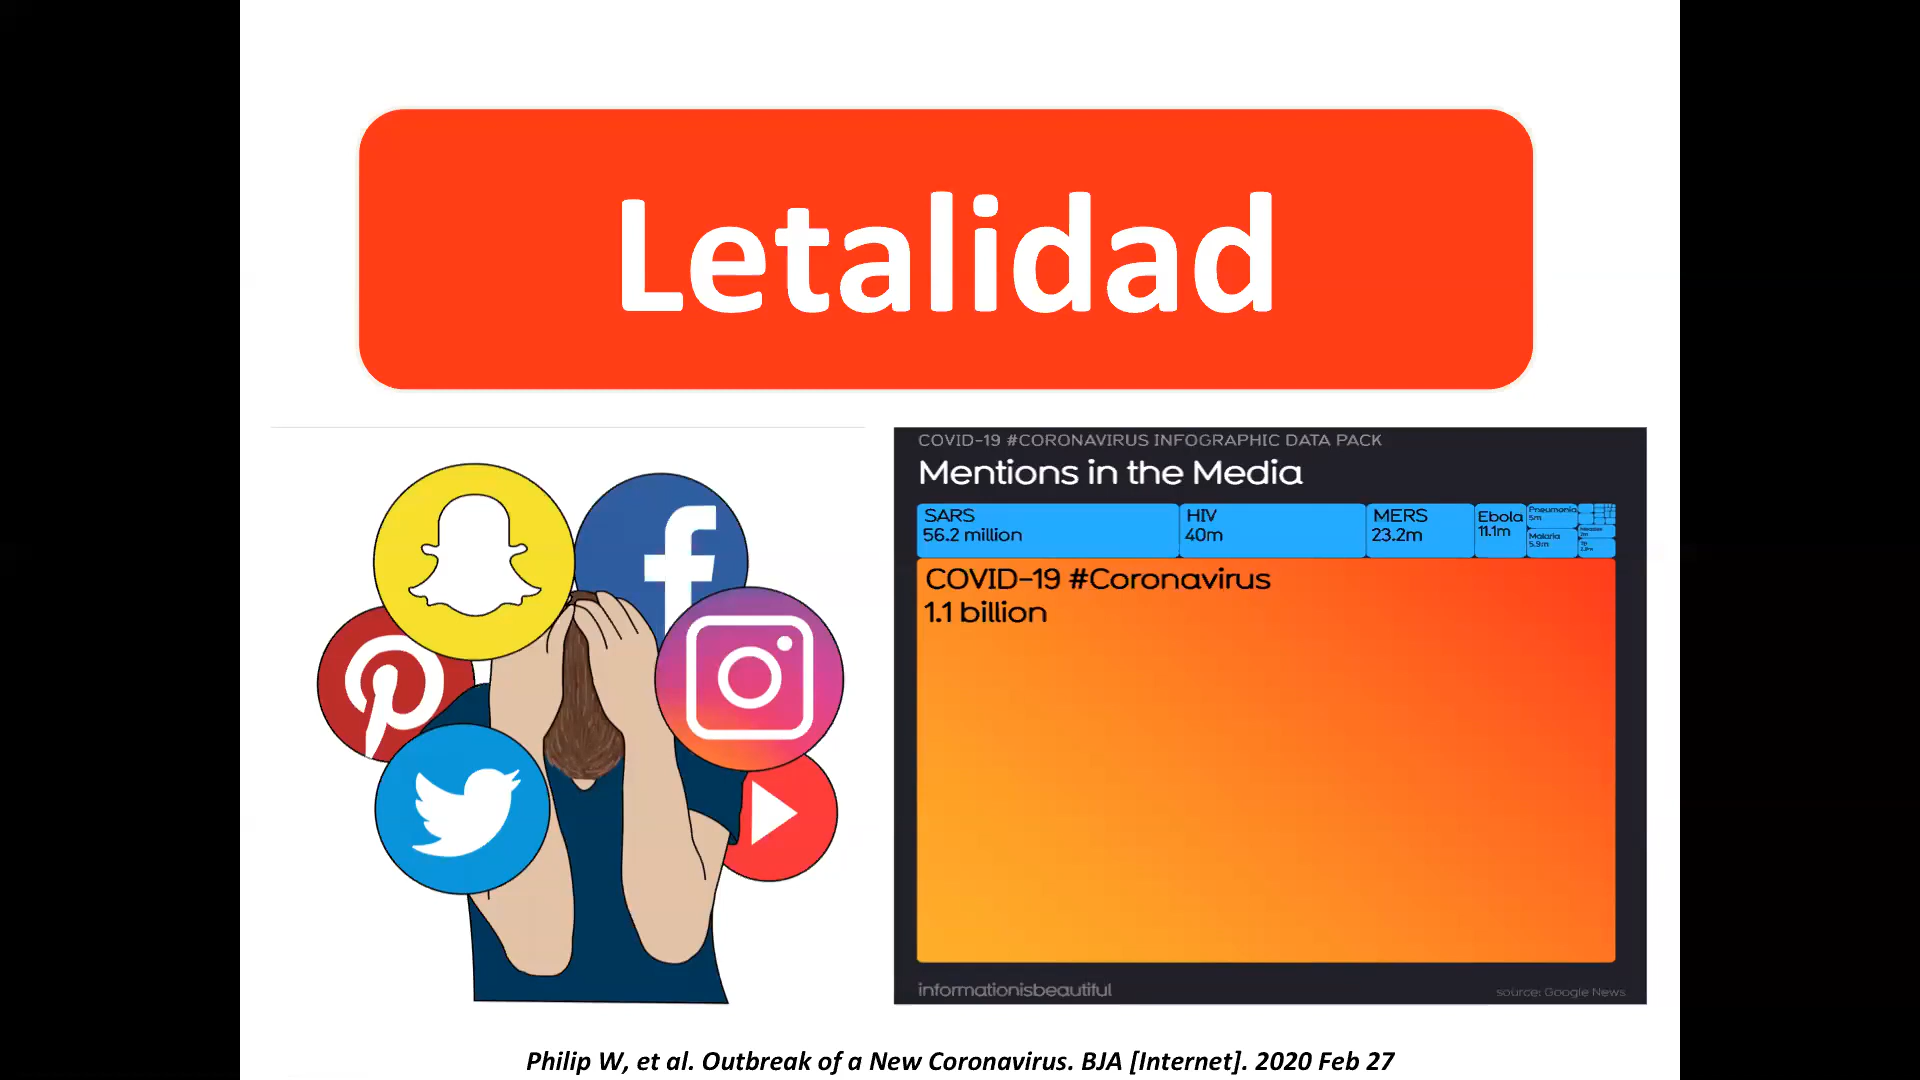 Letalidad
COVID-19 #CORONAVIRUS INFOGRAPHIC DATA PACK
Mentions in the Media
SARS
56.2 million
HIV
40m
MERS
23.2m
Ebola
11.1m
Pneumonia
5m
Malaria
5.9m
COVID-19 #Coronavirus
1.1 billion
informationisbeautiful
source: Google News
Philip W, et al. Outbreak of a New Coronavirus. BJA [Internet]. 2020 Feb 27